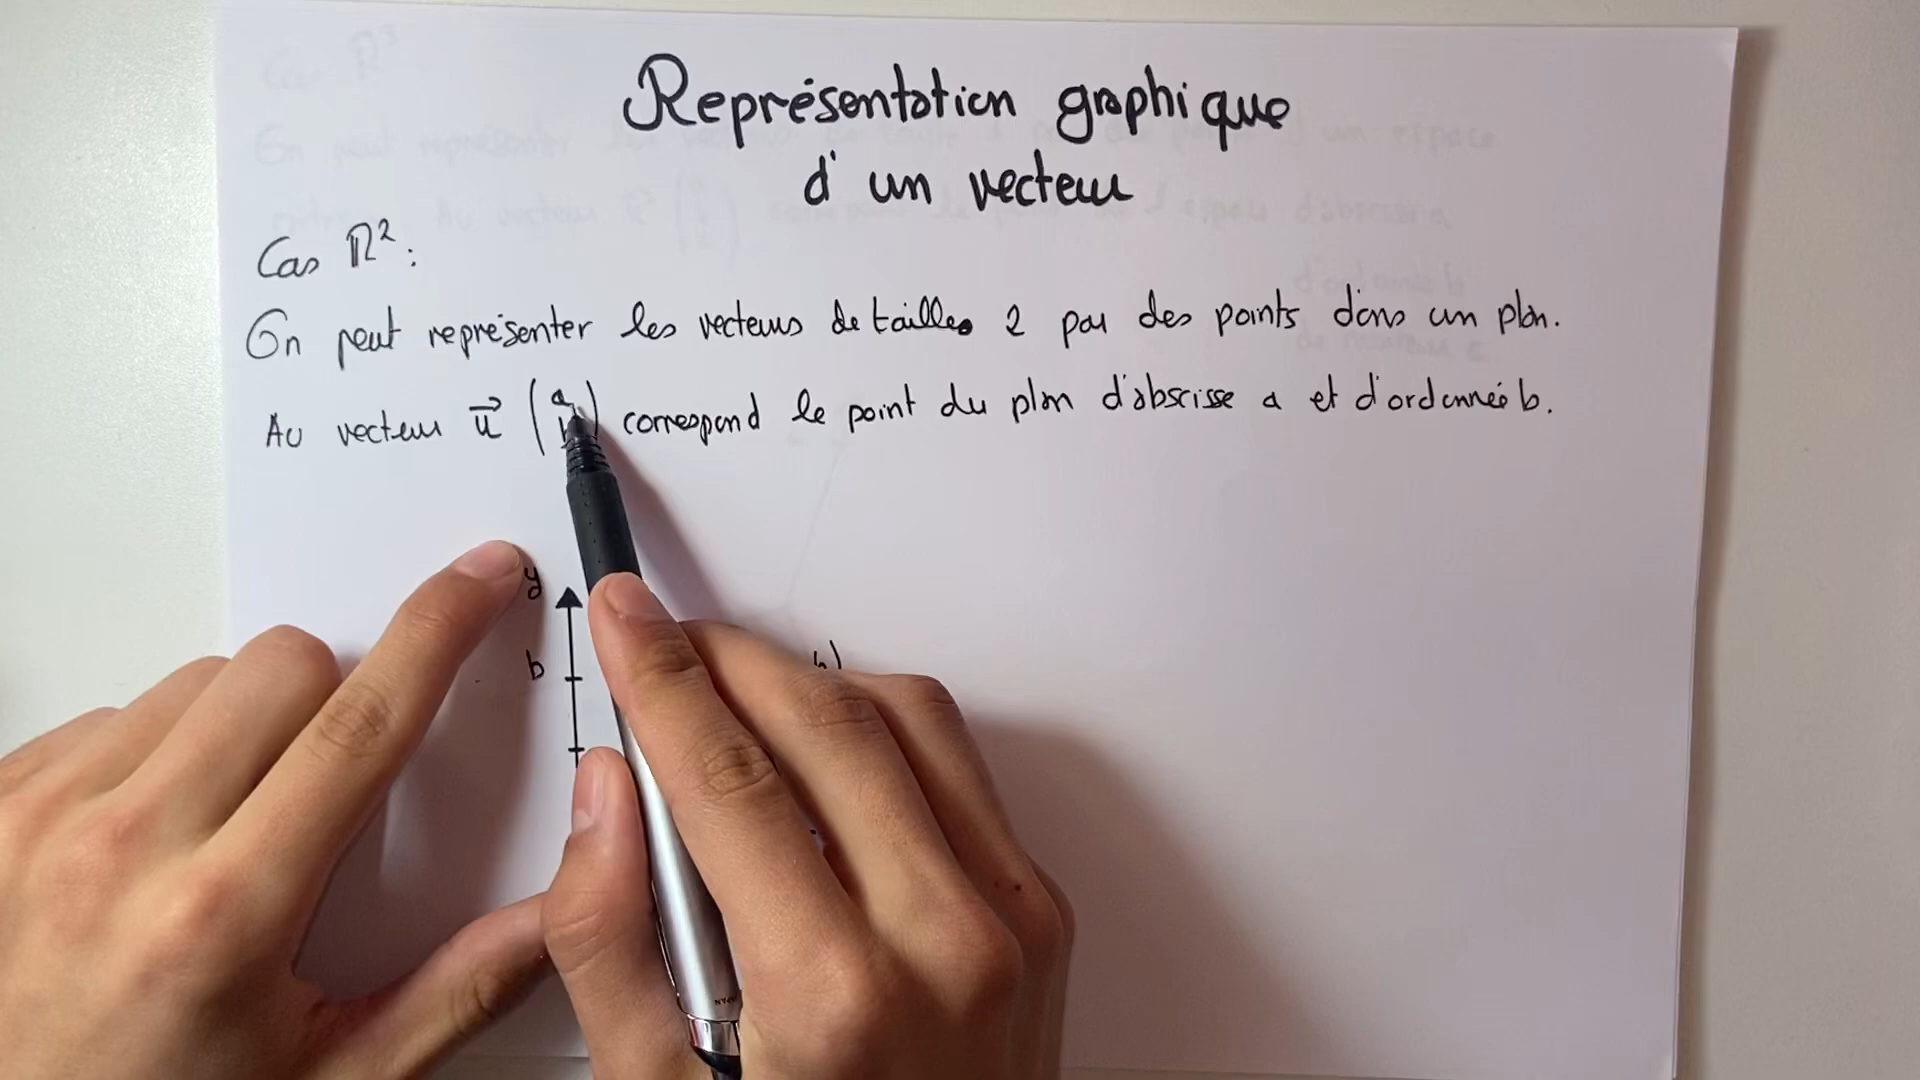 Représentation graphique
d'un vecteur
Cas ℝ²:
On peut représenter les vecteurs de tailles 2 par des points dans un plan.
Au vecteur u⃗ (a b) correspond le point du plan d'abscisse a et d'ordonnée b.
y
b
b)